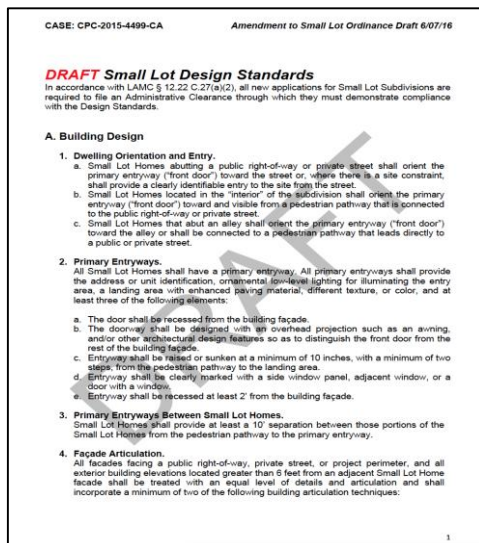 CASE: CPC-2015-4499-CA Amendment to Small Lot Ordinance Draft 6/07/16
DRAFT Small Lot Design Standards
In accordance with LAMC § 12.22 C.27(a)(2), all new applications for Small Lot Subdivisions are
required to file an Administrative Clearance through which they must demonstrate compliance
with the Design Standards.
A. Building Design
1. Dwelling Orientation and Entry.
a. Small Lot Homes abutting a public right-of-way or private street shall orient the
primary entryway ("front door") toward the street or, where there is a site constraint,
shall provide a clearly identifiable entry to the site from the street.
b. Small Lot Homes located in the "interior" of the subdivision shall orient the primary
entryway ("front door") toward and visible from a pedestrian pathway that is connected
to the public right-of-way or private street.
c. Small Lot Homes that abut an alley shall orient the primary entryway ("front door")
toward the alley or shall be connected to a pedestrian pathway that leads directly to
a public or private street.
2. Primary Entryways.
All Small Lot Homes shall have a primary entryway. All primary entryways shall provide
the address or unit identification, ornamental low-level lighting for illuminating the entry
area, a landing area with enhanced paving material, different texture, or color, and at
least three of the following elements:
a. The door shall be recessed from the building façade.
b. The doorway shall be designed with an overhead projection such as an awning,
and/or other architectural design features so as to distinguish the front door from the
rest of the building façade.
c. Entryway shall be raised or sunken at a minimum of 10 inches, with a minimum of two
steps, from the pedestrian pathway to the landing area.
d. Entryway shall be clearly marked with a side window panel, adjacent window, or a
door with a window.
e. Entryway shall be recessed at least 2' from the building façade.
3. Primary Entryways Between Small Lot Homes.
Small Lot Homes shall provide at least a 10' separation between those portions of the
Small Lot Homes from the pedestrian pathway to the primary entryway.
4. Façade Articulation.
All facades facing a public right-of-way, private street, or project perimeter, and all
exterior building elevations located greater than 6 feet from an adjacent Small Lot Home
facade shall be treated with an equal level of details and articulation and shall
incorporate a minimum of two of the following building articulation techniques:
DRAFT
1